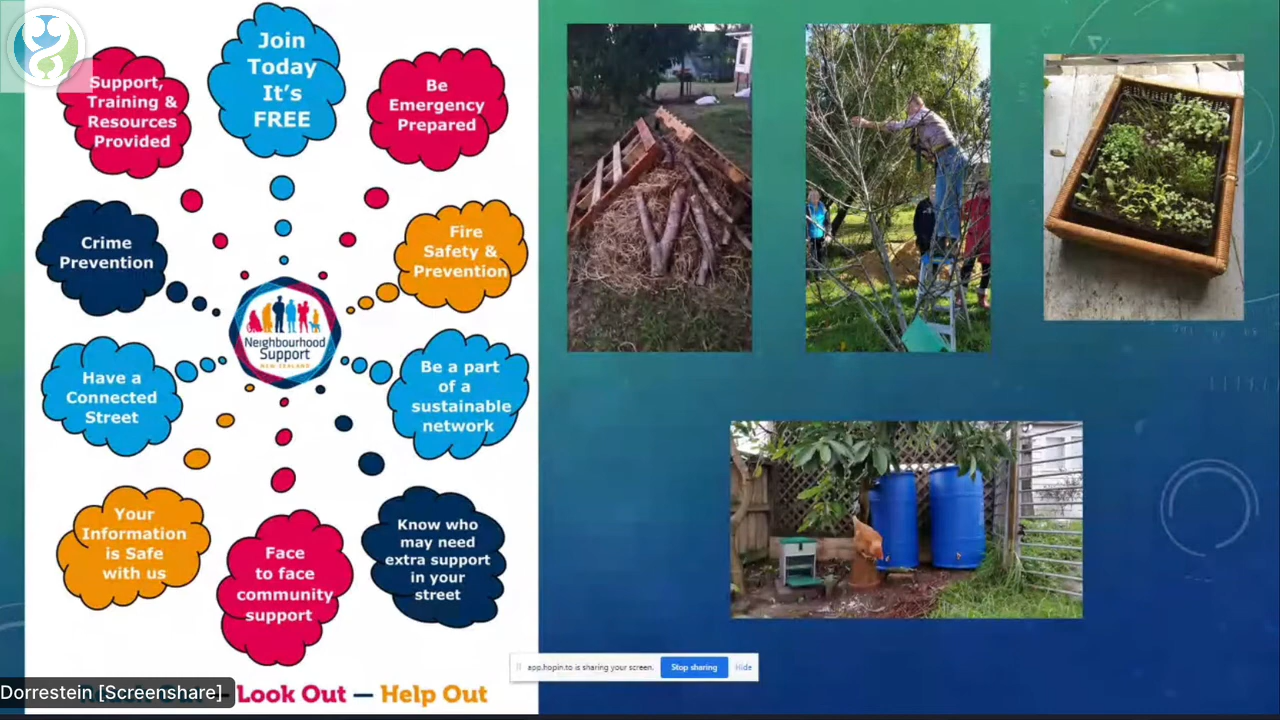 Join
Today
It's
FREE
Support,
Training &
Resources
Provided
Be
Emergency
Prepared
Crime
Prevention
Fire
Safety &
Prevention
Neighbourhood
Support
NEW ZEALAND
Have a
Connected
Street
Be a part
of a
sustainable
network
Your
Information
is Safe
with us
Face
to face
community
support
Know who
may need
extra support
in your
street
app.hopin.to is sharing your screen. Stop sharing Hide
Dorrestein [Screenshare]
— Look Out — Help Out